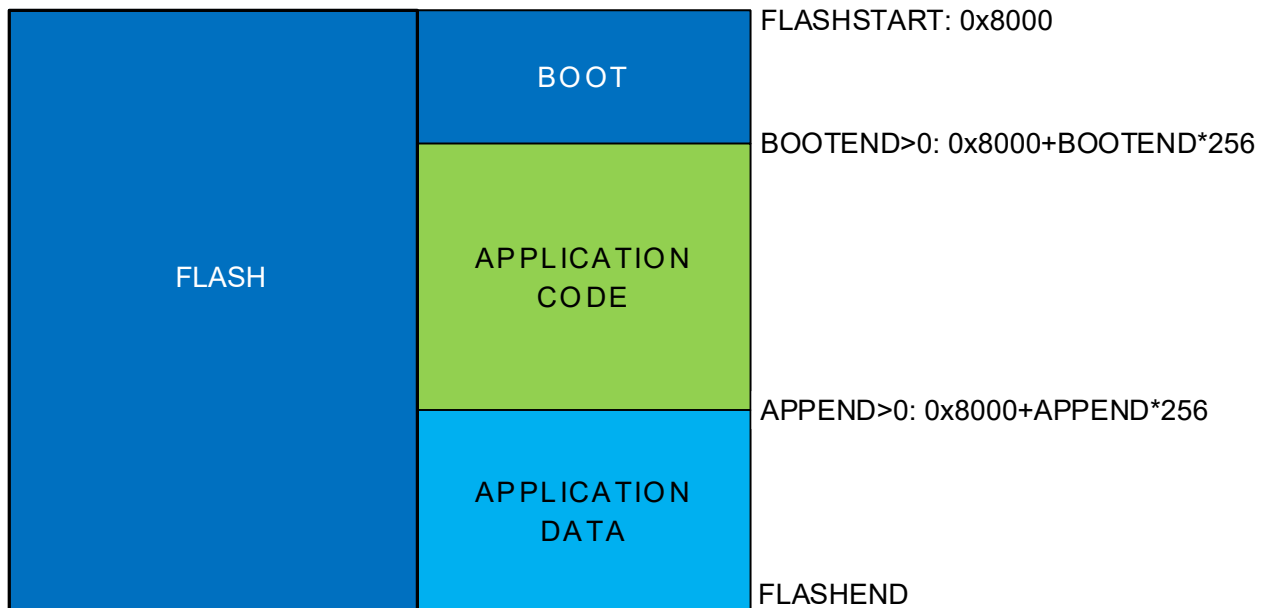 FLASHSTART: 0x8000
BOOT
BOOTEND>0: 0x8000+BOOTEND*256
FLASH
APPLICATION
CODE
APPEND>0: 0x8000+APPEND*256
APPLICATION
DATA
FLASHEND